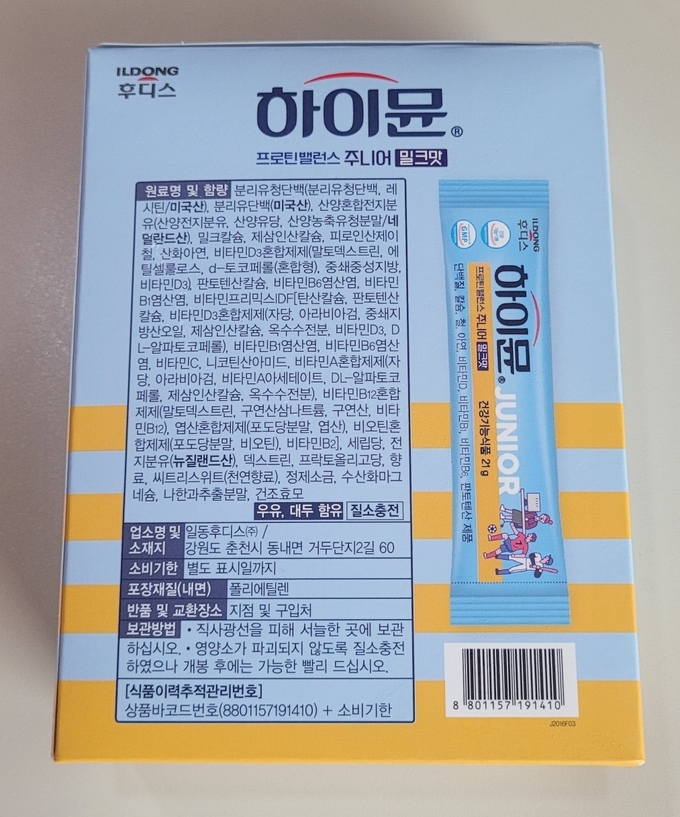 ILDONG
후디스
하이뮨®
프로틴밸런스 주니어 밀크맛
원료명 및 함량 분리유청단백(분리유청단백, 레
시틴/미국산), 분리유단백(미국산), 산양혼합전지분
유(산양전지분유, 산양유당, 산양농축유청분말/네
덜란드산), 밀크칼슘, 제삼인산칼슘, 피로인산제이
철, 산화아연, 비타민D3혼합제제(말토덱스트린, 에
틸셀룰로스, d-토코페롤(혼합형), 중쇄중성지방,
비타민D3), 판토텐산칼슘, 비타민B6염산염, 비타민
B1염산염, 비타민프리믹스DF[탄산칼슘, 판토텐산
칼슘, 비타민D3혼합제제(자당, 아라비아검, 중쇄지
방산오일, 제삼인산칼슘, 옥수수전분, 비타민D3, D
L-알파토코페롤), 비타민B1염산염, 비타민B6염산
염, 비타민C, 니코틴산아미드, 비타민A혼합제제(자
당, 아라비아검, 비타민A아세테이트, DL-알파토코
페롤, 제삼인산칼슘, 옥수수전분), 비타민B12혼합
제제(말토덱스트린, 구연산삼나트륨, 구연산, 비타
민B12), 엽산혼합제제(포도당분말, 엽산), 비오틴혼
합제제(포도당분말, 비오틴), 비타민B2], 세립당, 전
지분유(뉴질랜드산), 덱스트린, 프락토올리고당, 향
료, 씨트리스위트(천연향료), 정제소금, 수산화마그
네슘, 나한과추출분말, 건조효모
우유, 대두 함유 질소충전
업소명 및 소재지 일동후디스㈜ /
강원도 춘천시 동내면 거두단지2길 60
소비기한 별도 표시일까지
포장재질(내면) 폴리에틸렌
반품 및 교환장소 지점 및 구입처
보관방법 • 직사광선을 피해 서늘한 곳에 보관
하십시오. • 영양소가 파괴되지 않도록 질소충전
하였으나 개봉 후에는 가능한 빨리 드십시오.
[식품이력추적관리번호]
상품바코드번호(8801157191410) + 소비기한
ILDONG
후디스
GMP
프로틴밸런스 주니어 밀크맛
하이뮨® JUNIOR
단백질, 칼슘, 철, 아연, 비타민D, 비타민B1, 비타민B6, 판토텐산 제품
건강기능식품 21g
8 801157 191410
J2016F03